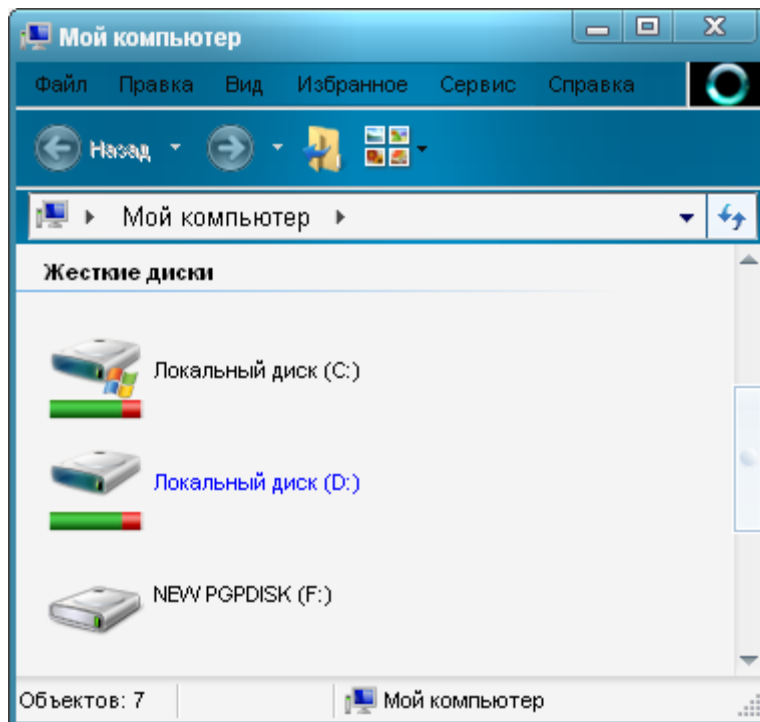 Мой компьютер
Файл Правка Вид Избранное Сервис Справка
Назад
Мой компьютер
Жесткие диски
Локальный диск (C:)
Локальный диск (D:)
NEW PGPDISK (F:)
Объектов: 7 Мой компьютер